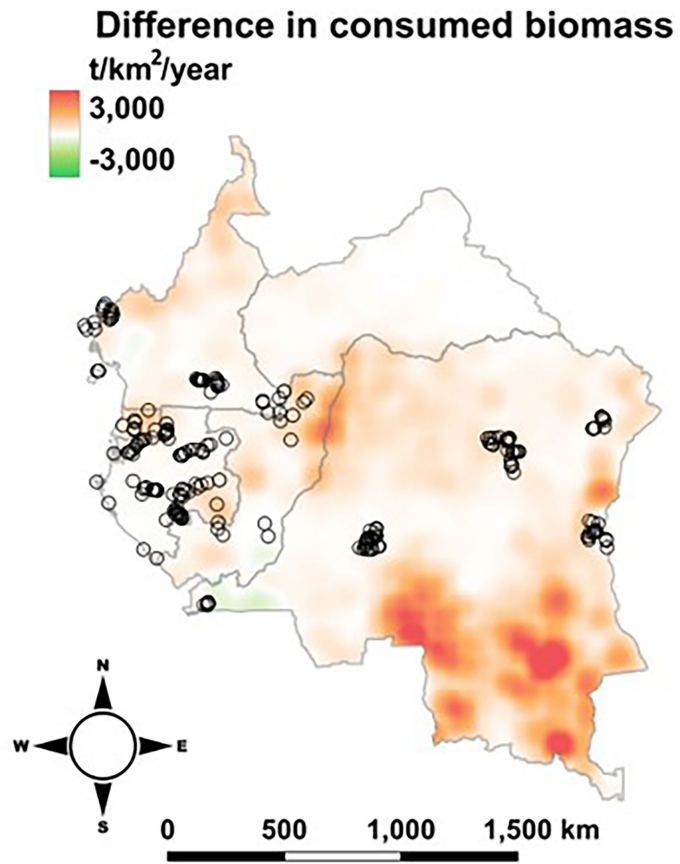 Difference in consumed biomass
t/km²/year
3,000
-3,000
N
W E
S
0 500 1,000 1,500 km